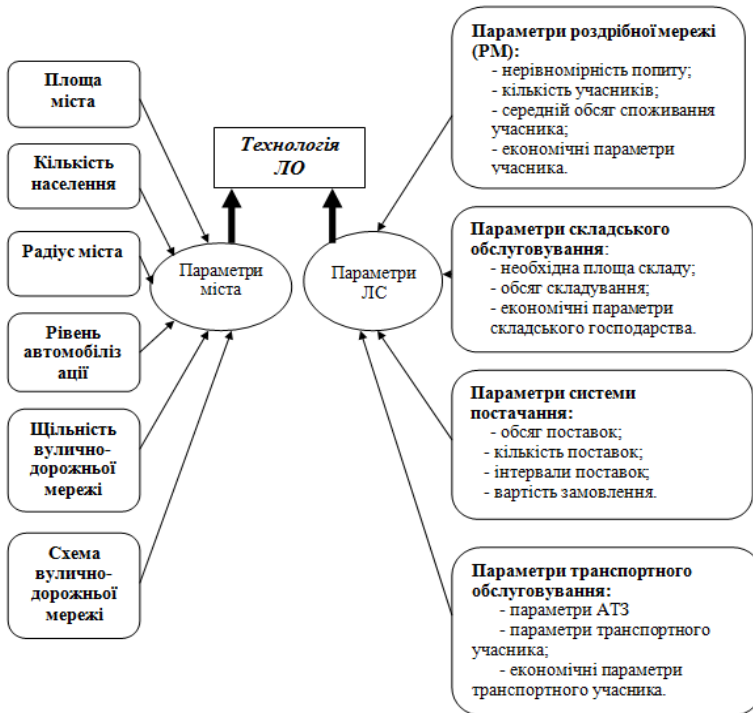 Площа
міста
Кількість
населення
Радіус міста
Рівень
автомобіліз
ації
Щільність
вулично-
дорожньої
мережі
Схема
вулично-
дорожньої
мережі
Технологія
ЛО
Параметри
міста
Параметри
ЛС
Параметри роздрібної мережі
(РМ):
- нерівномірність попиту;
- кількість учасників;
- середній обсяг споживання
учасника;
- економічні параметри
учасника.
Параметри складського
обслуговування:
- необхідна площа складу;
- обсяг складування;
- економічні параметри
складського господарства.
Параметри системи
постачання:
- обсяг поставок;
- кількість поставок;
- інтервали поставок;
- вартість замовлення.
Параметри транспортного
обслуговування:
- параметри АТЗ
- параметри транспортного
учасника;
- економічні параметри
транспортного учасника.